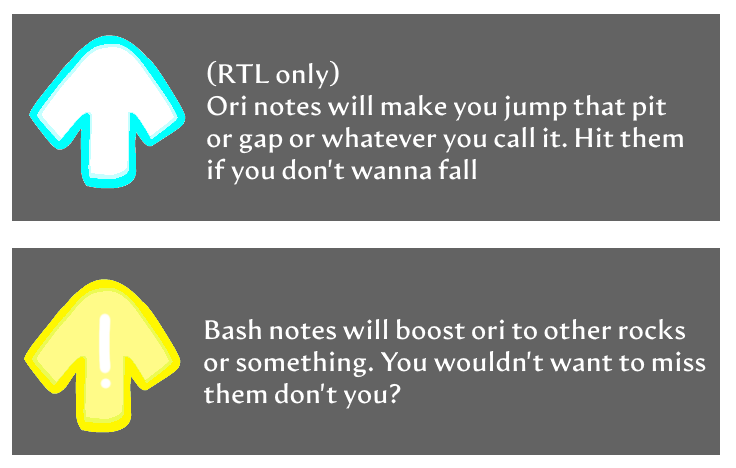 (RTL only)
Ori notes will make you jump that pit
or gap or whatever you call it. Hit them
if you don't wanna fall
!
Bash notes will boost ori to other rocks
or something. You wouldn't want to miss
them don't you?